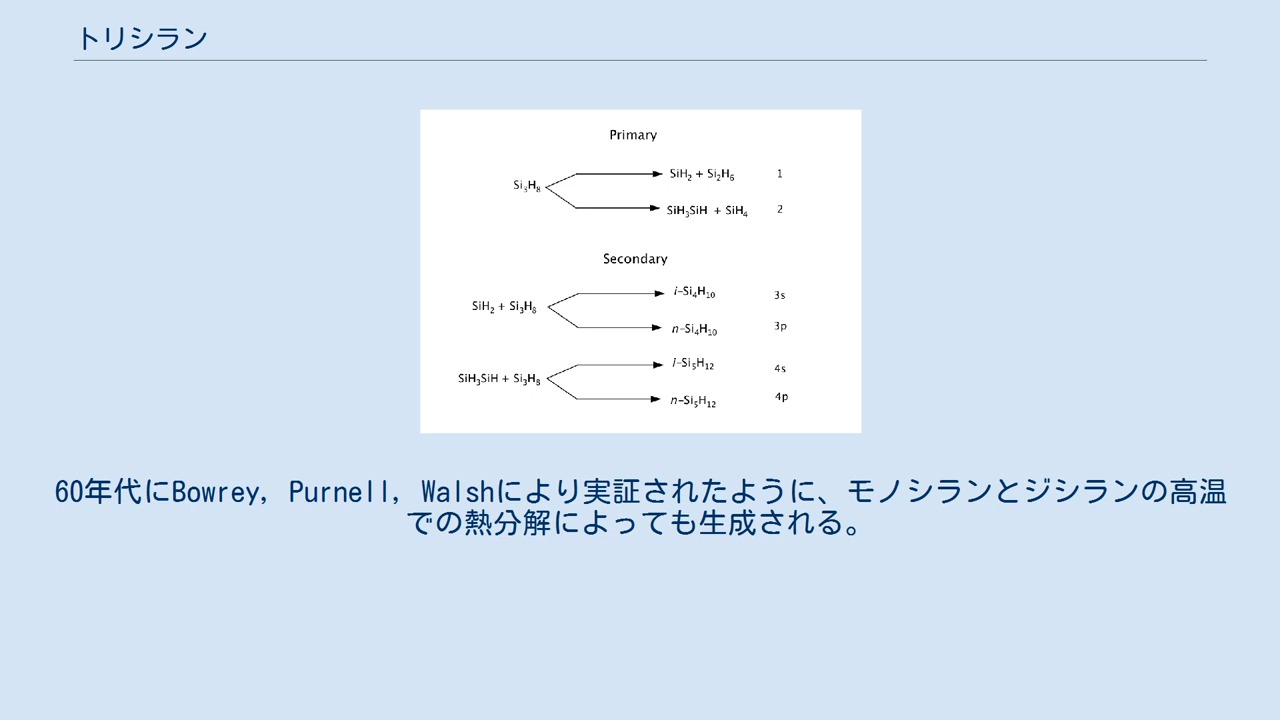 トリシラン
Primary
Si₃H₈ SiH₂ + Si₂H₆ 1
SiH₃SiH + SiH₄ 2
Secondary
SiH₂ + Si₃H₈ i-Si₄H₁₀ 3s
n-Si₄H₁₀ 3p
SiH₃SiH + Si₃H₈ i-Si₅H₁₂ 4s
n-Si₅H₁₂ 4p
60年代にBowrey, Purnell, Walshにより実証されたように、モノシランとジシランの高温
での熱分解によっても生成される。